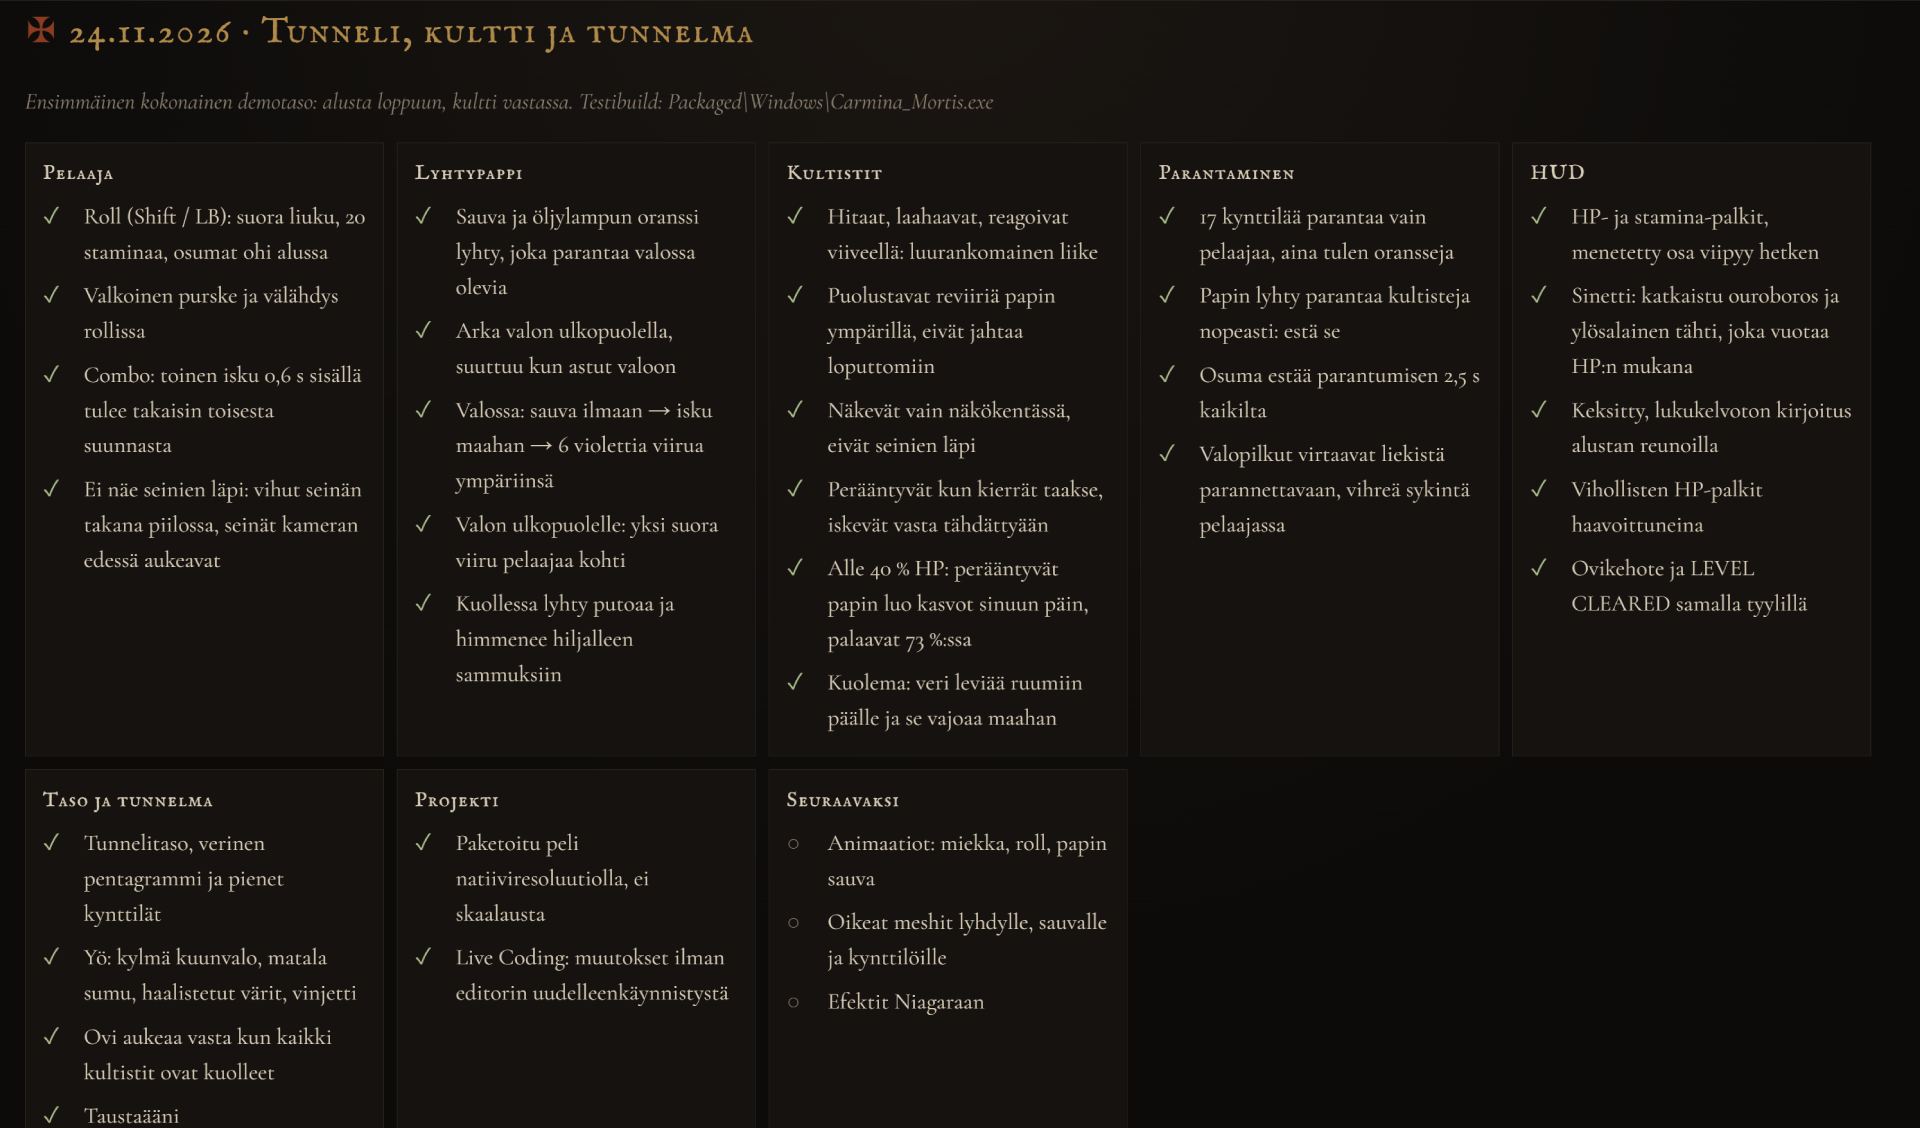 ✠ 24.11.2026 · Tunneli, kultti ja tunnelma
Ensimmäinen kokonainen demotaso: alusta loppuun, kultti vastassa. Testibuild: Packaged\Windows\Carmina_Mortis.exe
Pelaaja
✓ Roll (Shift / LB): suora liuku, 20
staminaa, osumat ohi alussa
✓ Valkoinen purske ja välähdys
rollissa
✓ Combo: toinen isku 0,6 s sisällä
tulee takaisin toisesta
suunnasta
✓ Ei näe seinien läpi: vihut seinän
takana piilossa, seinät kameran
edessä aukeavat
Lyhtypappi
✓ Sauva ja öljylampun oranssi
lyhty, joka parantaa valossa
olevia
✓ Arka valon ulkopuolella,
suuttuu kun astut valoon
✓ Valossa: sauva ilmaan → isku
maahan → 6 violettia viirua
ympäriinsä
✓ Valon ulkopuolelle: yksi suora
viiru pelaajaa kohti
✓ Kuollessa lyhty putoaa ja
himmenee hiljalleen
sammuksiin
Kultistit
✓ Hitaat, laahaavat, reagoivat
viiveellä: luurankomainen liike
✓ Puolustavat reviiriä papin
ympärillä, eivät jahtaa
loputtomiin
✓ Näkevät vain näkökentässä,
eivät seinien läpi
✓ Perääntyvät kun kierrät taakse,
iskevät vasta tähdättyään
✓ Alle 40 % HP: perääntyvät
papin luo kasvot sinuun päin,
palaavat 73 %:ssa
✓ Kuolema: veri leviää ruumiin
päälle ja se vajoaa maahan
Parantaminen
✓ 17 kynttilää parantaa vain
pelaajaa, aina tulen oransseja
✓ Papin lyhty parantaa kultisteja
nopeasti: estä se
✓ Osuma estää parantumisen 2,5 s
kaikilta
✓ Valopilkut virtaavat liekistä
parannettavaan, vihreä sykintä
pelaajassa
HUD
✓ HP- ja stamina-palkit,
menetetty osa viipyy hetken
✓ Sinetti: katkaistu ouroboros ja
ylösalainen tähti, joka vuotaa
HP:n mukana
✓ Keksitty, lukukelvoton kirjoitus
alustan reunoilla
✓ Vihollisten HP-palkit
haavoittuneina
✓ Ovikehote ja LEVEL
CLEARED samalla tyylillä
Taso ja tunnelma
✓ Tunnelitaso, verinen
pentagrammi ja pienet
kynttilät
✓ Yö: kylmä kuunvalo, matala
sumu, haalistetut värit, vinjetti
✓ Ovi aukeaa vasta kun kaikki
kultistit ovat kuolleet
✓ Taustaääni
Projekti
✓ Paketoitu peli
natiiviresoluutiolla, ei
skaalausta
✓ Live Coding: muutokset ilman
editorin uudelleenkäynnistystä
Seuraavaksi
○ Animaatiot: miekka, roll, papin
sauva
○ Oikeat meshit lyhdylle, sauvalle
ja kynttilöille
○ Efektit Niagaraan